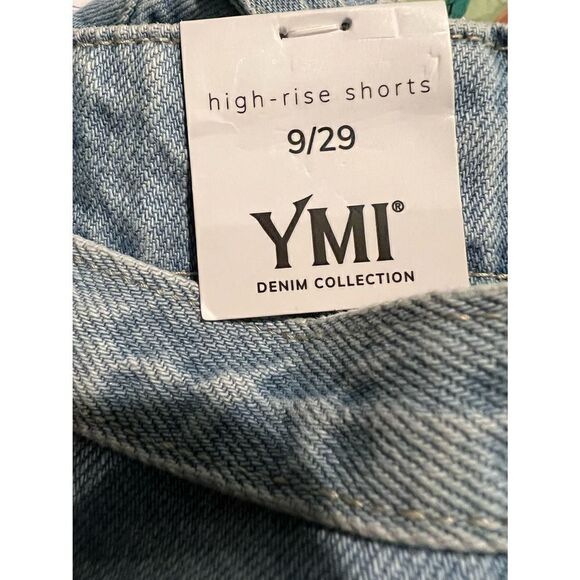 high-rise shorts
9/29
YMI®
DENIM COLLECTION